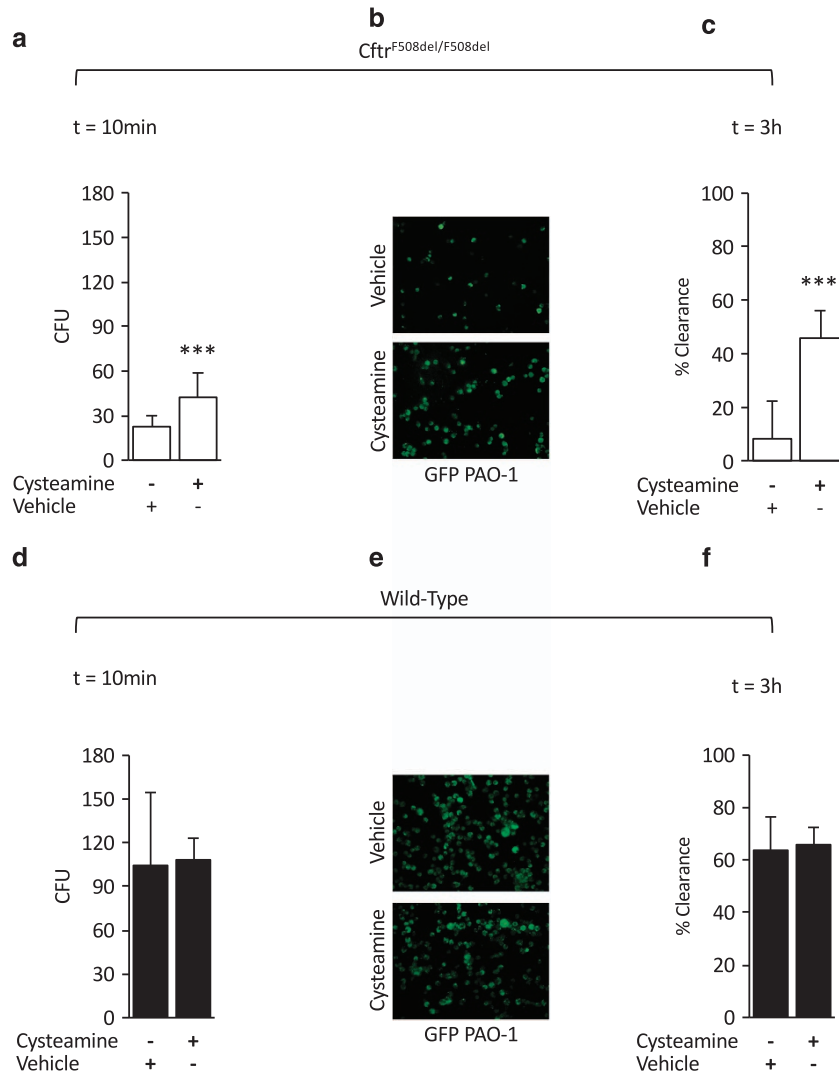 a
b
c
CftrF508del/F508del
t = 10min
t = 3h
180
150
120
90
60
30
0
CFU
***
Cysteamine - +
Vehicle + -
Vehicle
Cysteamine
GFP PAO-1
100
80
60
40
20
0
% Clearance
***
Cysteamine - +
Vehicle + -
d
e
f
Wild-Type
t = 10min
t = 3h
180
150
120
90
60
30
0
CFU
Cysteamine - +
Vehicle + -
Vehicle
Cysteamine
GFP PAO-1
100
80
60
40
20
0
% Clearance
Cysteamine - +
Vehicle + -